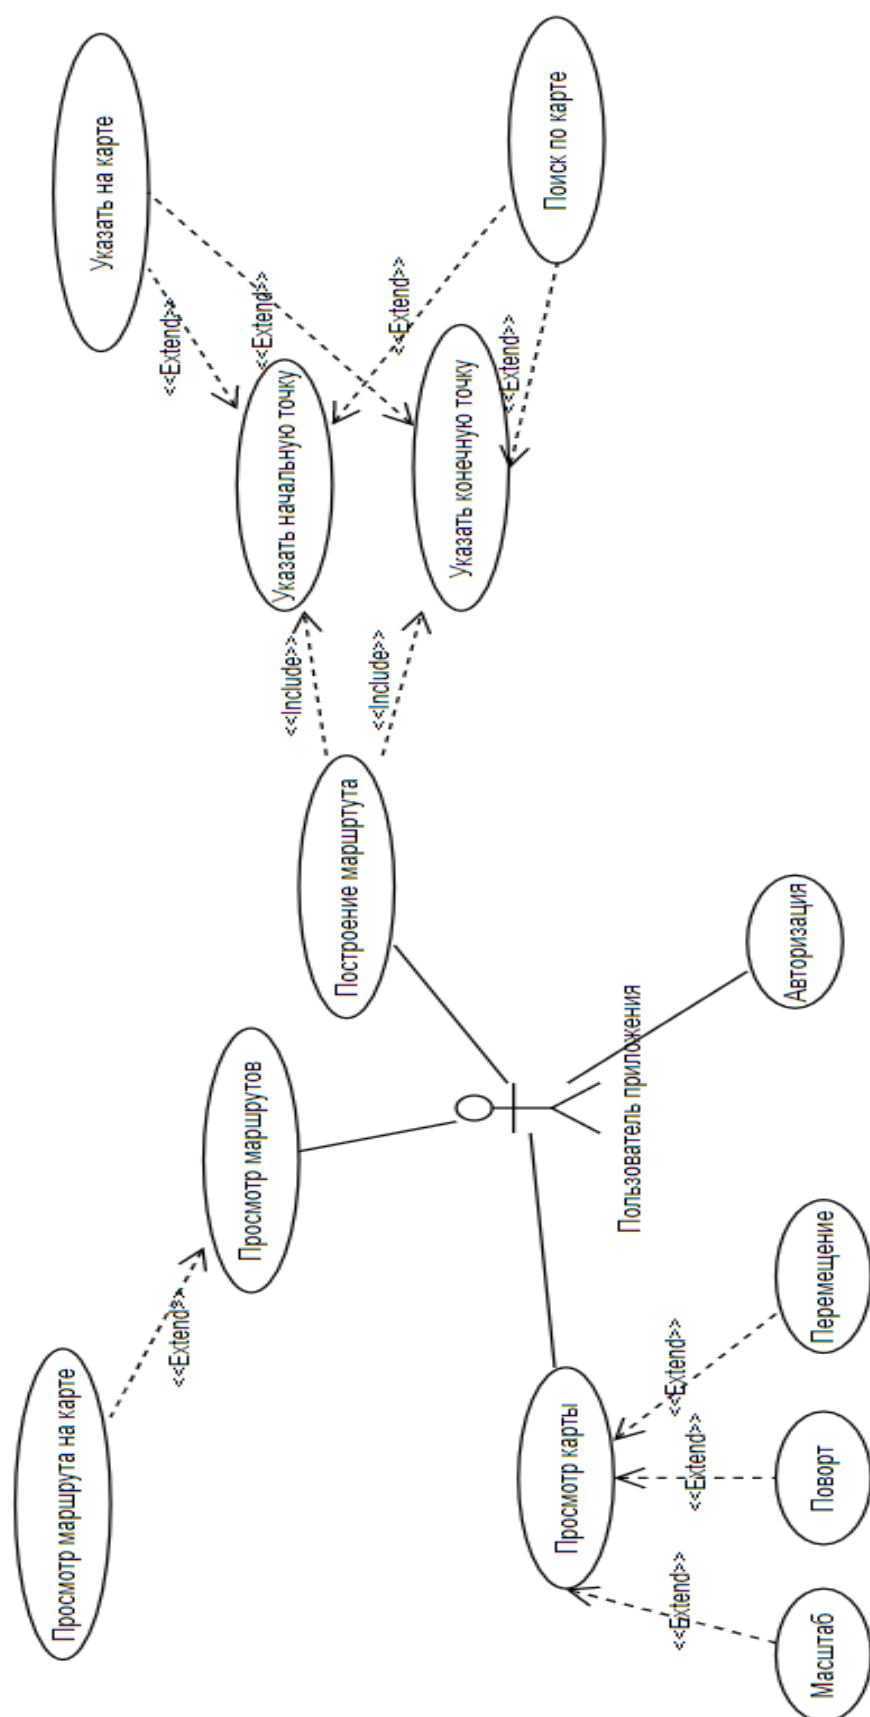 Просмотр маршрута на карте
<<Extend>>
Просмотр маршрутов
Указать на карте
<<Extend>>
<<Extend>>
Указать начальную точку
<<Include>>
<<Include>>
Построение маршртута
<<Extend>>
Указать конечную точку
<<Extend>>
Поиск по карте
Пользователь приложения
Просмотр карты
<<Extend>>
<<Extend>>
<<Extend>>
Масштаб
Поворт
Перемещение
Авторизация